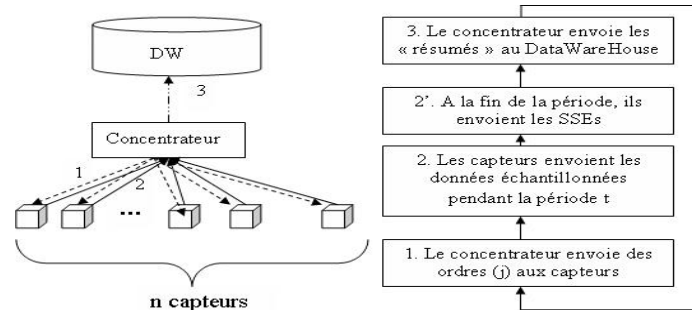 DW
3
Concentrateur
1
2
...
n capteurs
3. Le concentrateur envoie les
« résumés » au DataWareHouse
2’. A la fin de la période, ils
envoient les SSEs
2. Les capteurs envoient les
données échantillonnées
pendant la période t
1. Le concentrateur envoie des
ordres (j) aux capteurs